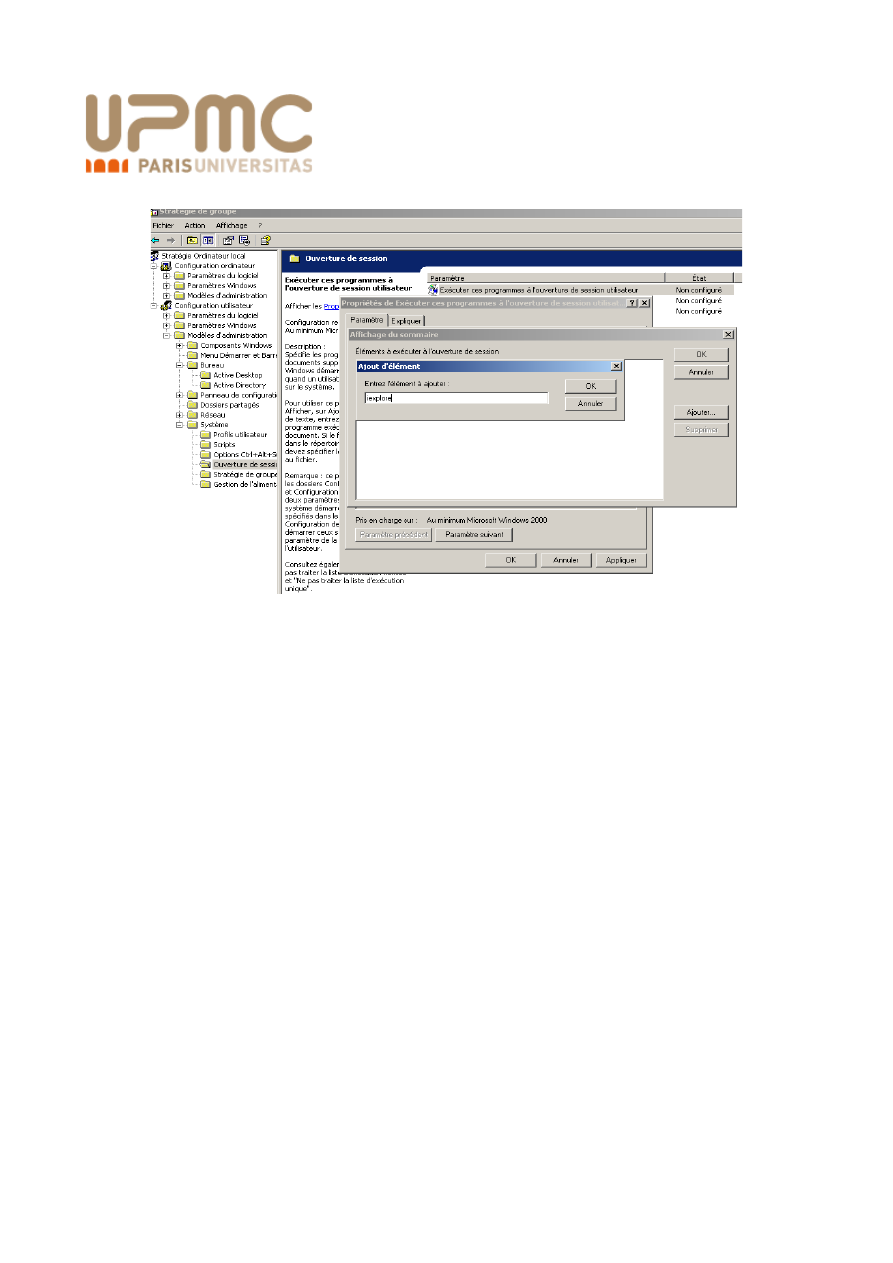 UPMC
PARISUNIVERSITAS
Stratégie de groupe
Fichier Action Affichage ?
Stratégie Ordinateur local
Configuration ordinateur
Paramètres du logiciel
Paramètres Windows
Modèles d'administration
Configuration utilisateur
Paramètres du logiciel
Paramètres Windows
Modèles d'administration
Composants Windows
Menu Démarrer et Barre
Bureau
Active Desktop
Active Directory
Panneau de configuratio
Dossiers partagés
Réseau
Système
Profils utilisateur
Scripts
Options Ctrl+Alt+Su
Ouverture de sessio
Stratégie de groupe
Gestion de l'aliment
Ouverture de session
Exécuter ces programmes à
l'ouverture de session utilisateur
Afficher les Prop
Configuration re
Au minimum Micr
Description :
Spécifie les prog
documents supp
Windows démarr
quand un utilisat
sur le système.
Pour utiliser ce p
Afficher, sur Ajo
de texte, entrez
programme exéc
document. Si le f
dans le répertoir
devez spécifier le
au fichier.
Remarque : ce p
les dossiers Conf
et Configuration
deux paramètres
système démarre
spécifiés dans le
Configuration de
démarrer ceux s
paramètre de la
l'utilisateur.
Consultez égaler
pas traiter la liste
et "Ne pas traiter la liste d'exécution
unique".
Paramètre État
Exécuter ces programmes à l'ouverture de session utilisateur Non configuré
Non configuré
Non configuré
Propriétés de Exécuter ces programmes à l'ouverture de session utilisat...
Paramètre Expliquer
Affichage du sommaire
Éléments à exécuter à l'ouverture de session
OK
Annuler
Ajouter...
Supprimer
Ajout d'élément
Entrez l'élément à ajouter :
iexplore
OK
Annuler
Pris en charge sur : Au minimum Microsoft Windows 2000
Paramètre précédent Paramètre suivant
OK Annuler Appliquer